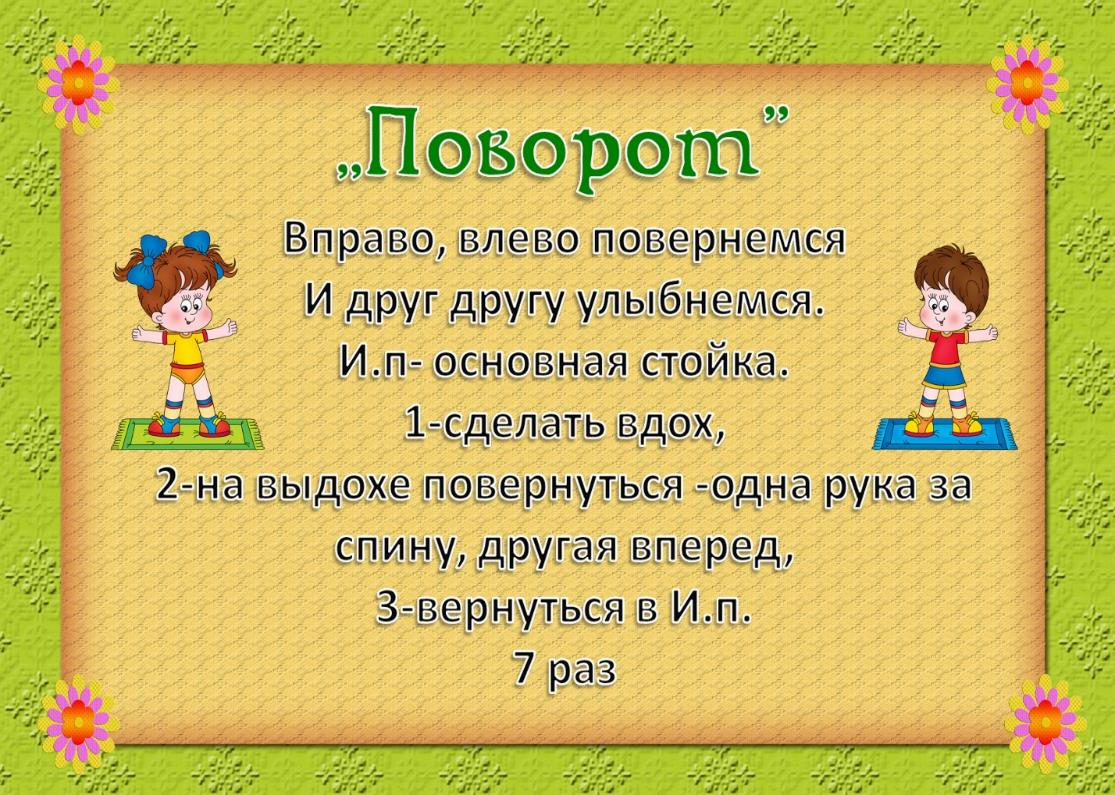 „Поворот”
Вправо, влево повернемся
И друг другу улыбнемся.
И.п- основная стойка.
1-сделать вдох,
2-на выдохе повернуться -одна рука за
спину, другая вперед,
3-вернуться в И.п.
7 раз